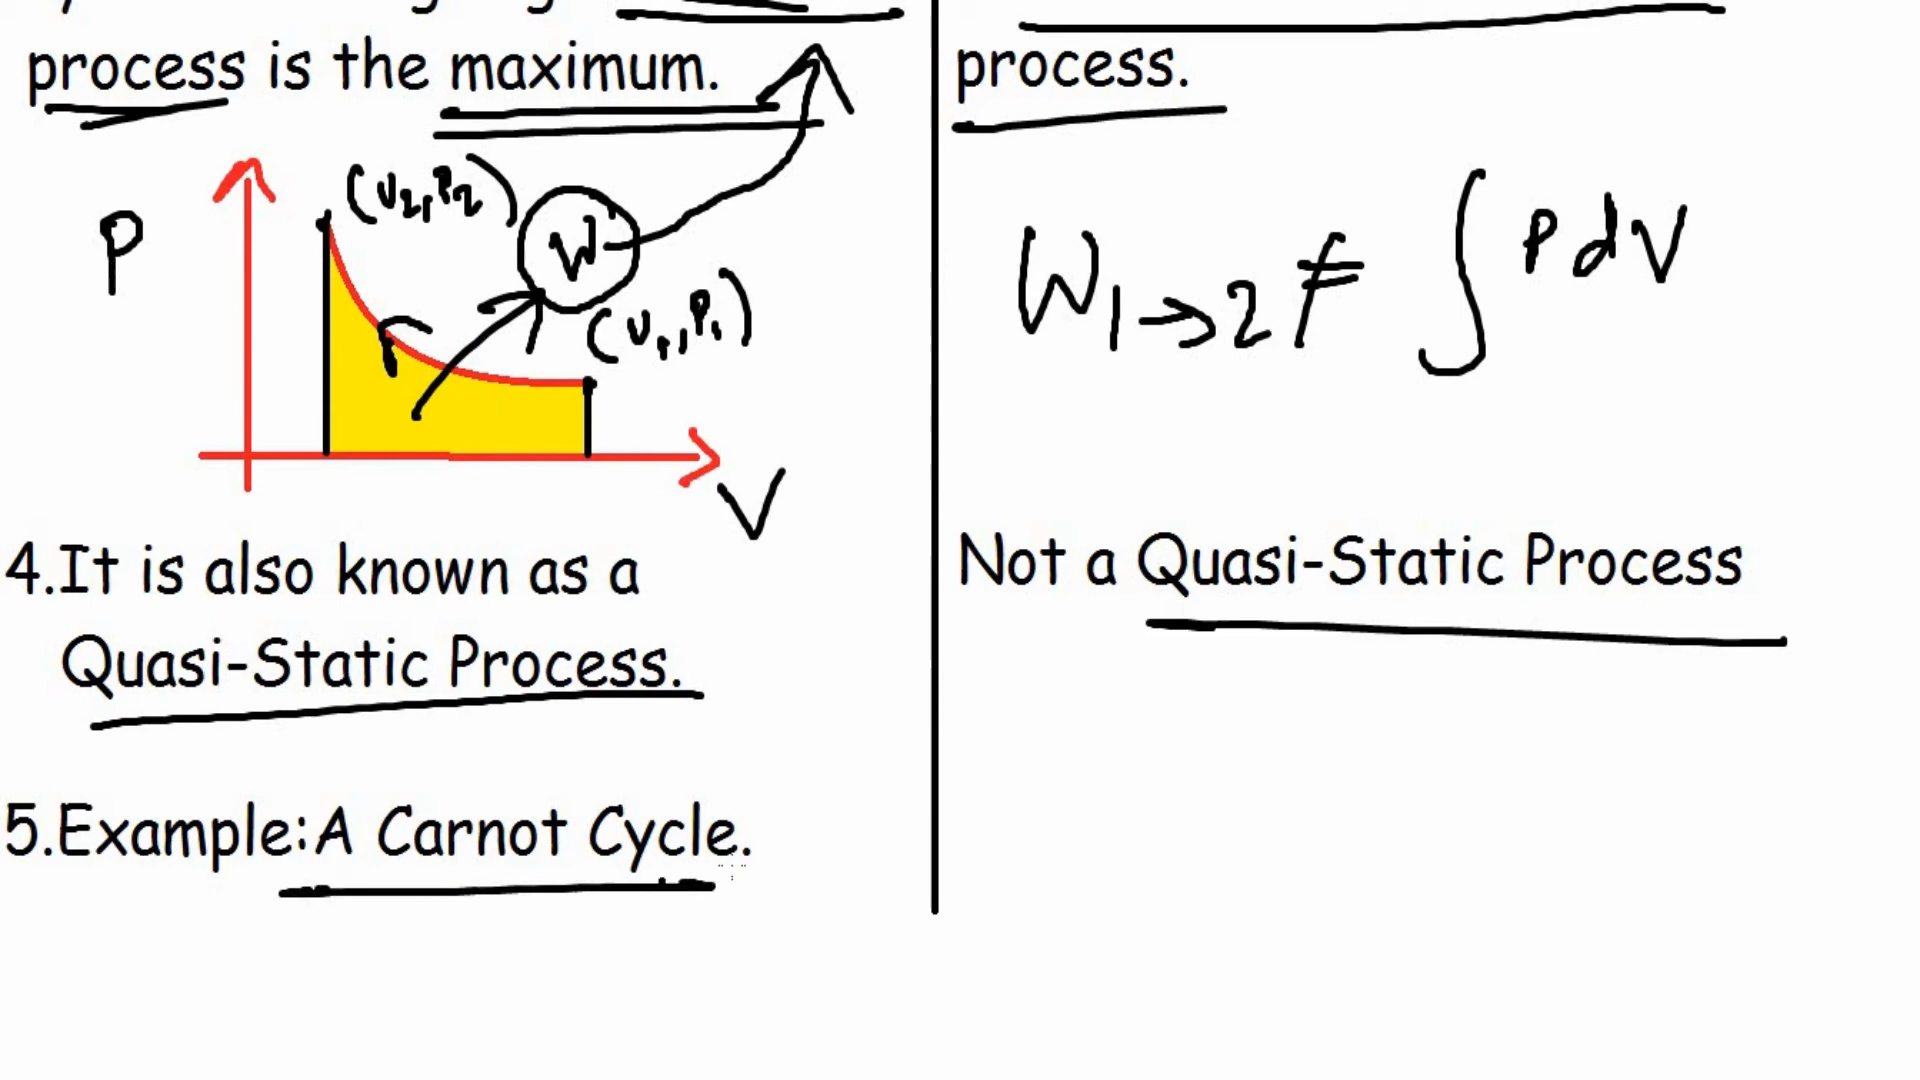 process is the maximum.
P
(V2,P2)
W
(V1,P1)
V
4.It is also known as a
Quasi-Static Process.
5.Example:A Carnot Cycle.
process.
W1→2 ≠ ∫PdV
Not a Quasi-Static Process